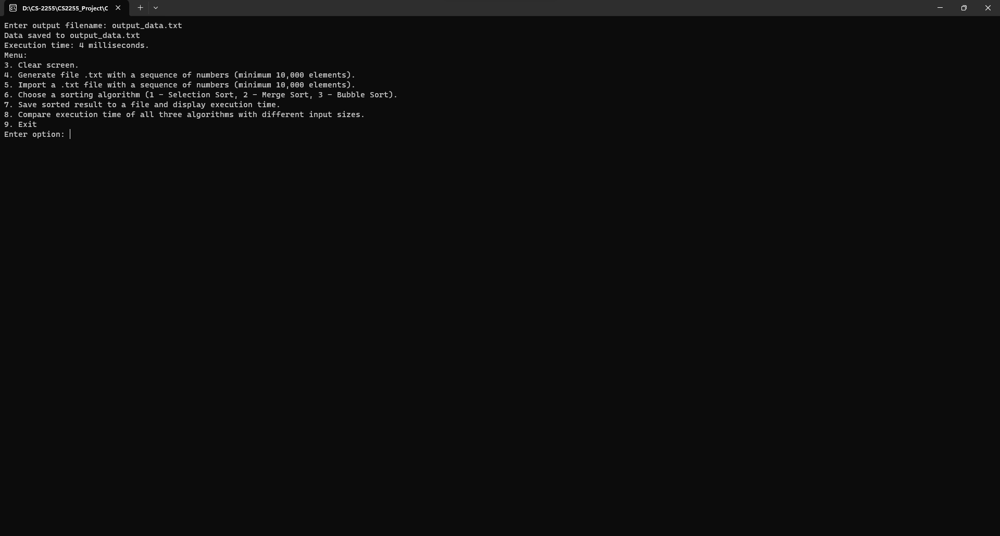 D:\CS-2255\CS2255_Project\C
Enter output filename: output_data.txt
Data saved to output_data.txt
Execution time: 4 milliseconds.
Menu:
3. Clear screen.
4. Generate file .txt with a sequence of numbers (minimum 10,000 elements).
5. Import a .txt file with a sequence of numbers (minimum 10,000 elements).
6. Choose a sorting algorithm (1 - Selection Sort, 2 - Merge Sort, 3 - Bubble Sort).
7. Save sorted result to a file and display execution time.
8. Compare execution time of all three algorithms with different input sizes.
9. Exit
Enter option: